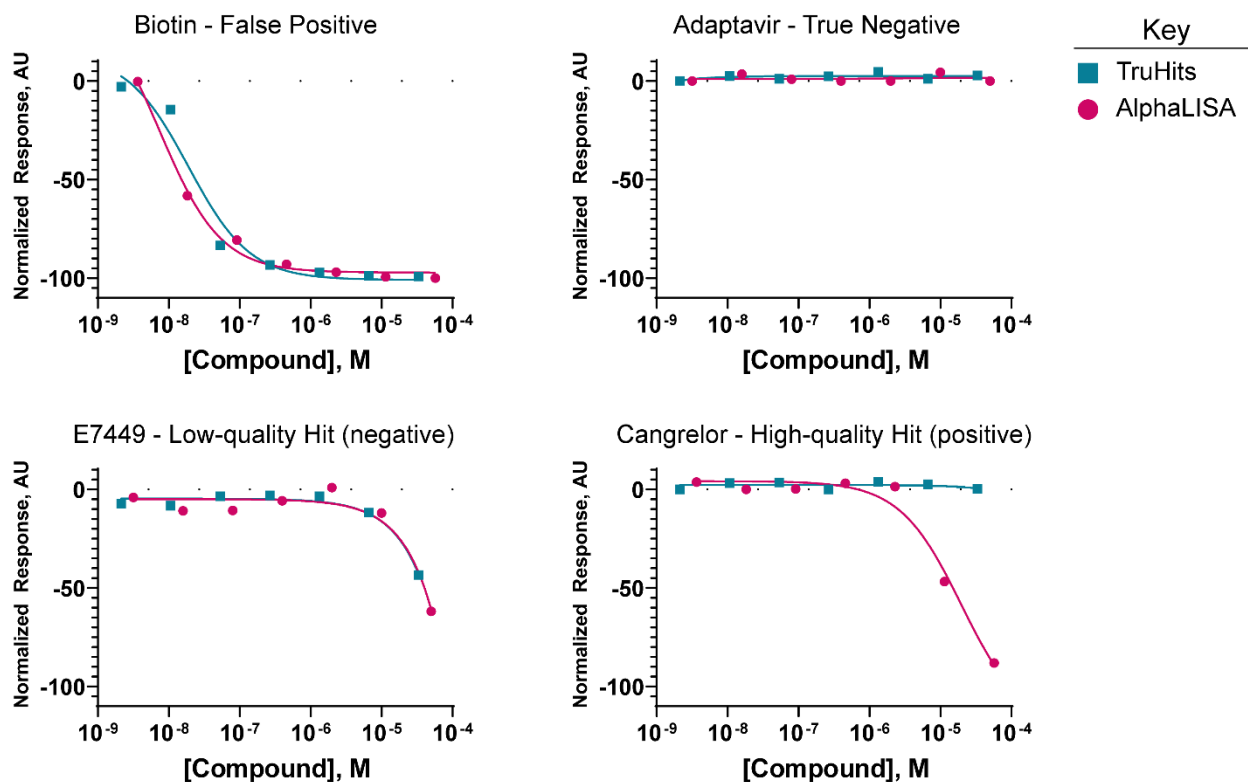 Biotin - False Positive
0
-50
-100
Normalized Response, AU
10-9 10-8 10-7 10-6 10-5 10-4
[Compound], M
Adaptavir - True Negative
0
-50
-100
Normalized Response, AU
10-9 10-8 10-7 10-6 10-5 10-4
[Compound], M
Key
TruHits
AlphaLISA
E7449 - Low-quality Hit (negative)
0
-50
-100
Normalized Response, AU
10-9 10-8 10-7 10-6 10-5 10-4
[Compound], M
Cangrelor - High-quality Hit (positive)
0
-50
-100
Normalized Response, AU
10-9 10-8 10-7 10-6 10-5 10-4
[Compound], M